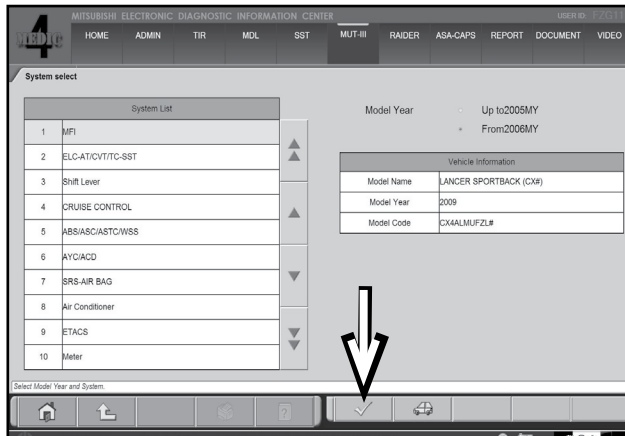 MITSUBISHI ELECTRONIC DIAGNOSTIC INFORMATION CENTER USER ID:
4
MEDIC
HOME ADMIN TIR MDL SST MUT-III RAIDER ASA-CAPS REPORT DOCUMENT VIDEO
System select
System List
1 MFI
2 ELC-AT/CVT/TC-SST
3 Shift Lever
4 CRUISE CONTROL
5 ABS/ASC/ASTC/WSS
6 AYC/ACD
7 SRS-AIR BAG
8 Air Conditioner
9 ETACS
10 Meter
Model Year Up to2005MY
From2006MY
Vehicle Information
Model Name LANCER SPORTBACK (CX#)
Model Year 2009
Model Code CX4ALMUFZL#
Select Model Year and System.